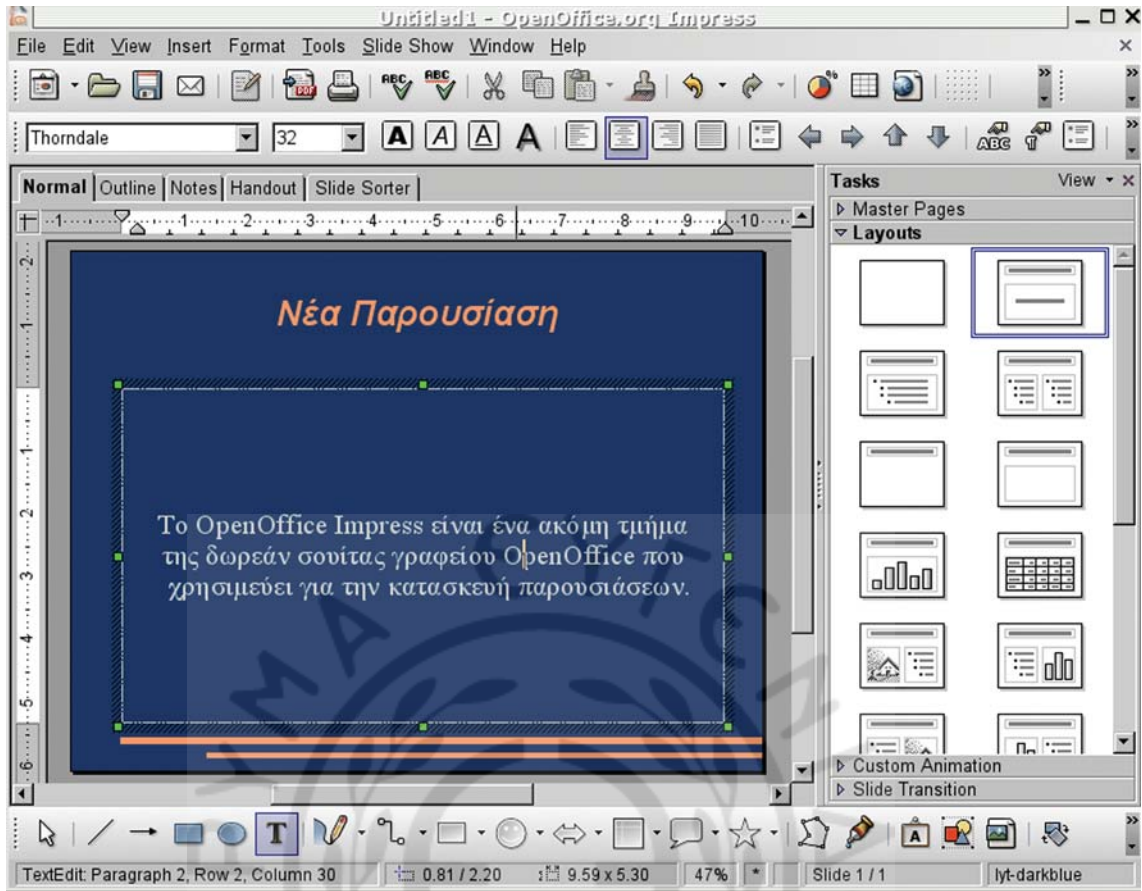 Untitled1 - OpenOffice.org Impress
File Edit View Insert Format Tools Slide Show Window Help
Thorndale 32
Normal Outline Notes Handout Slide Sorter
Tasks View
Master Pages
Layouts
Νέα Παρουσίαση
Το OpenOffice Impress είναι ένα ακόμη τμήμα
της δωρεάν σουίτας γραφείου OpenOffice που
χρησιμεύει για την κατασκευή παρουσιάσεων.
Custom Animation
Slide Transition
TextEdit: Paragraph 2, Row 2, Column 30 0.81 / 2.20 9.59 x 5.30 47% * Slide 1 / 1 lyt-darkblue